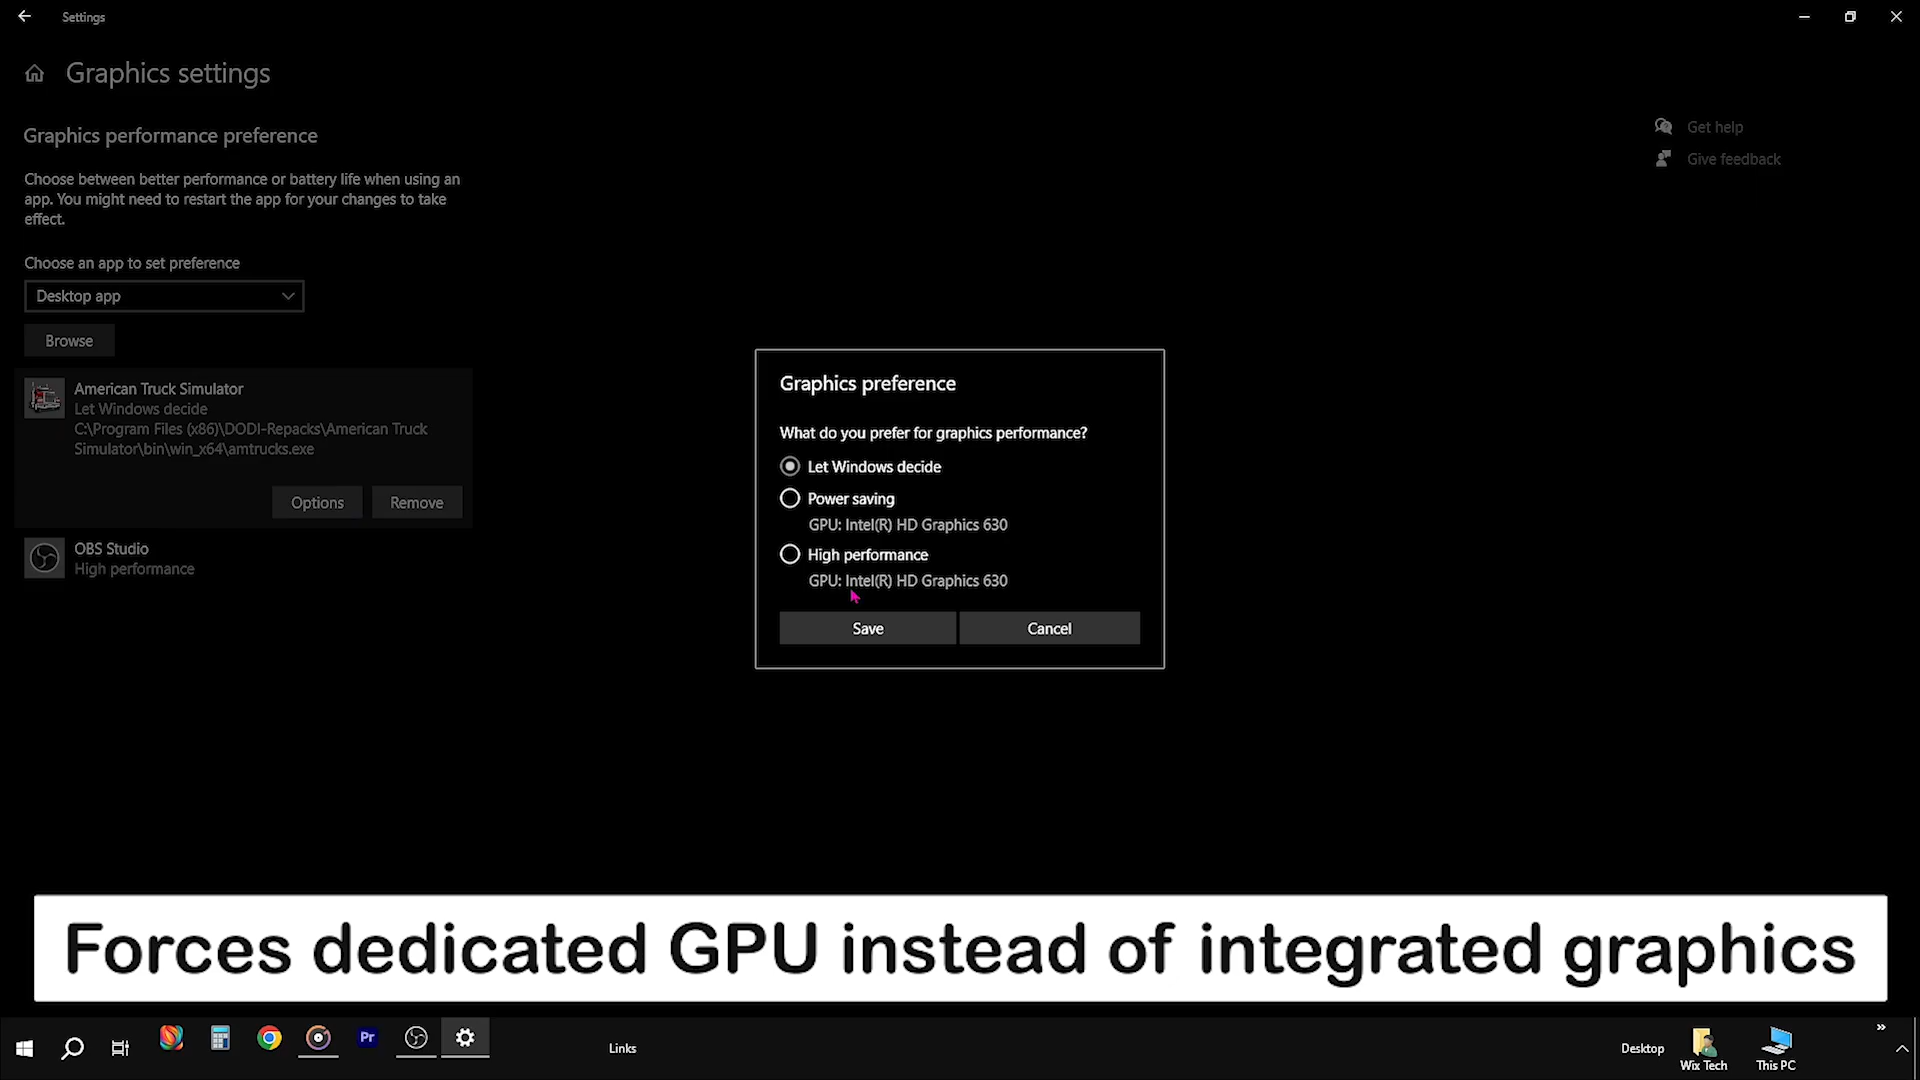 Settings
Graphics settings
Graphics performance preference
Get help
Give feedback
Choose between better performance or battery life when using an
app. You might need to restart the app for your changes to take
effect.
Choose an app to set preference
Desktop app
Browse
American Truck Simulator
Let Windows decide
C:\Program Files (x86)\DODI-Repacks\American Truck
Simulator\bin\win_x64\amtrucks.exe
Options
Remove
OBS Studio
High performance
Graphics preference
What do you prefer for graphics performance?
Let Windows decide
Power saving
GPU: Intel(R) HD Graphics 630
High performance
GPU: Intel(R) HD Graphics 630
Save
Cancel
Forces dedicated GPU instead of integrated graphics
Pr
Links
Desktop
Wix Tech
This PC